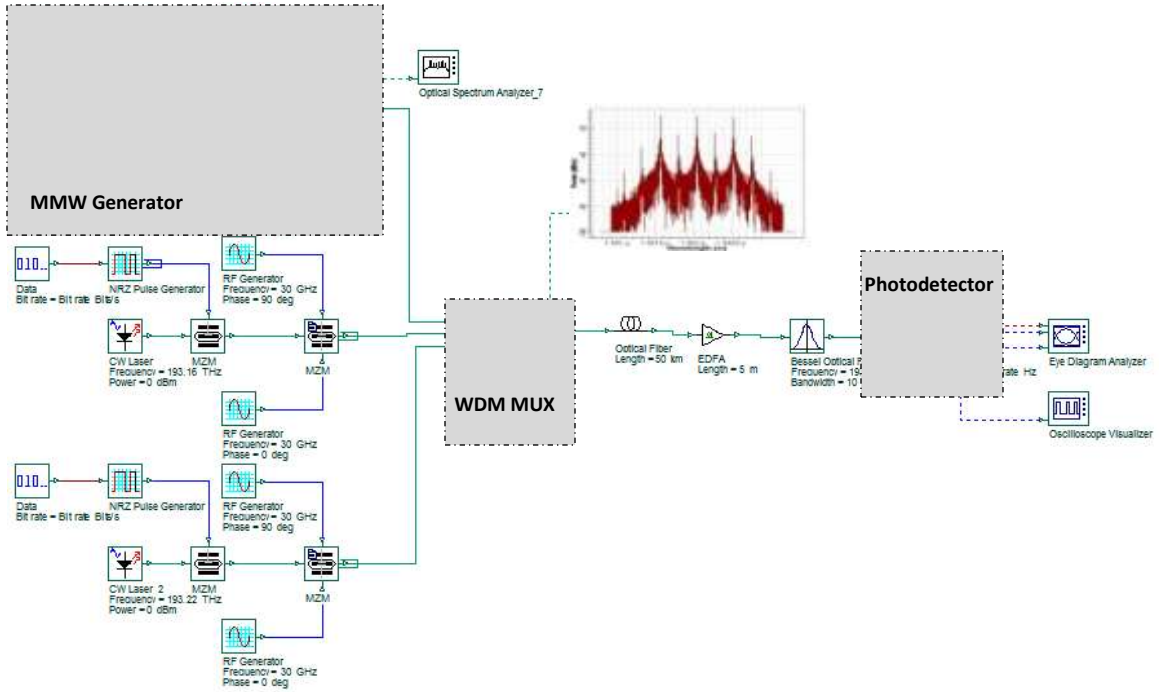 Optical Spectrum Analyzer_7
MMW Generator
Data
Bit rate = Bit rate Bits/s
NRZ Pulse Generator
RF Generator
Frequency = 30 GHz
Phase = 90 deg
CW Laser
Frequency = 193.16 THz
Power = 0 dBm
MZM
MZM
RF Generator
Frequency = 30 GHz
Phase = 0 deg
WDM MUX
Optical Fiber
Length = 50 km
EDFA
Length = 5 m
Bessel Optical
Frequency = 19
Bandwidth = 10
Photodetector
rate Hz
Eye Diagram Analyzer
Oscilloscope Visualizer
Data
Bit rate = Bit rate Bits/s
NRZ Pulse Generator
RF Generator
Frequency = 30 GHz
Phase = 90 deg
CW Laser 2
Frequency = 193.22 THz
Power = 0 dBm
MZM
MZM
RF Generator
Frequency = 30 GHz
Phase = 0 deg